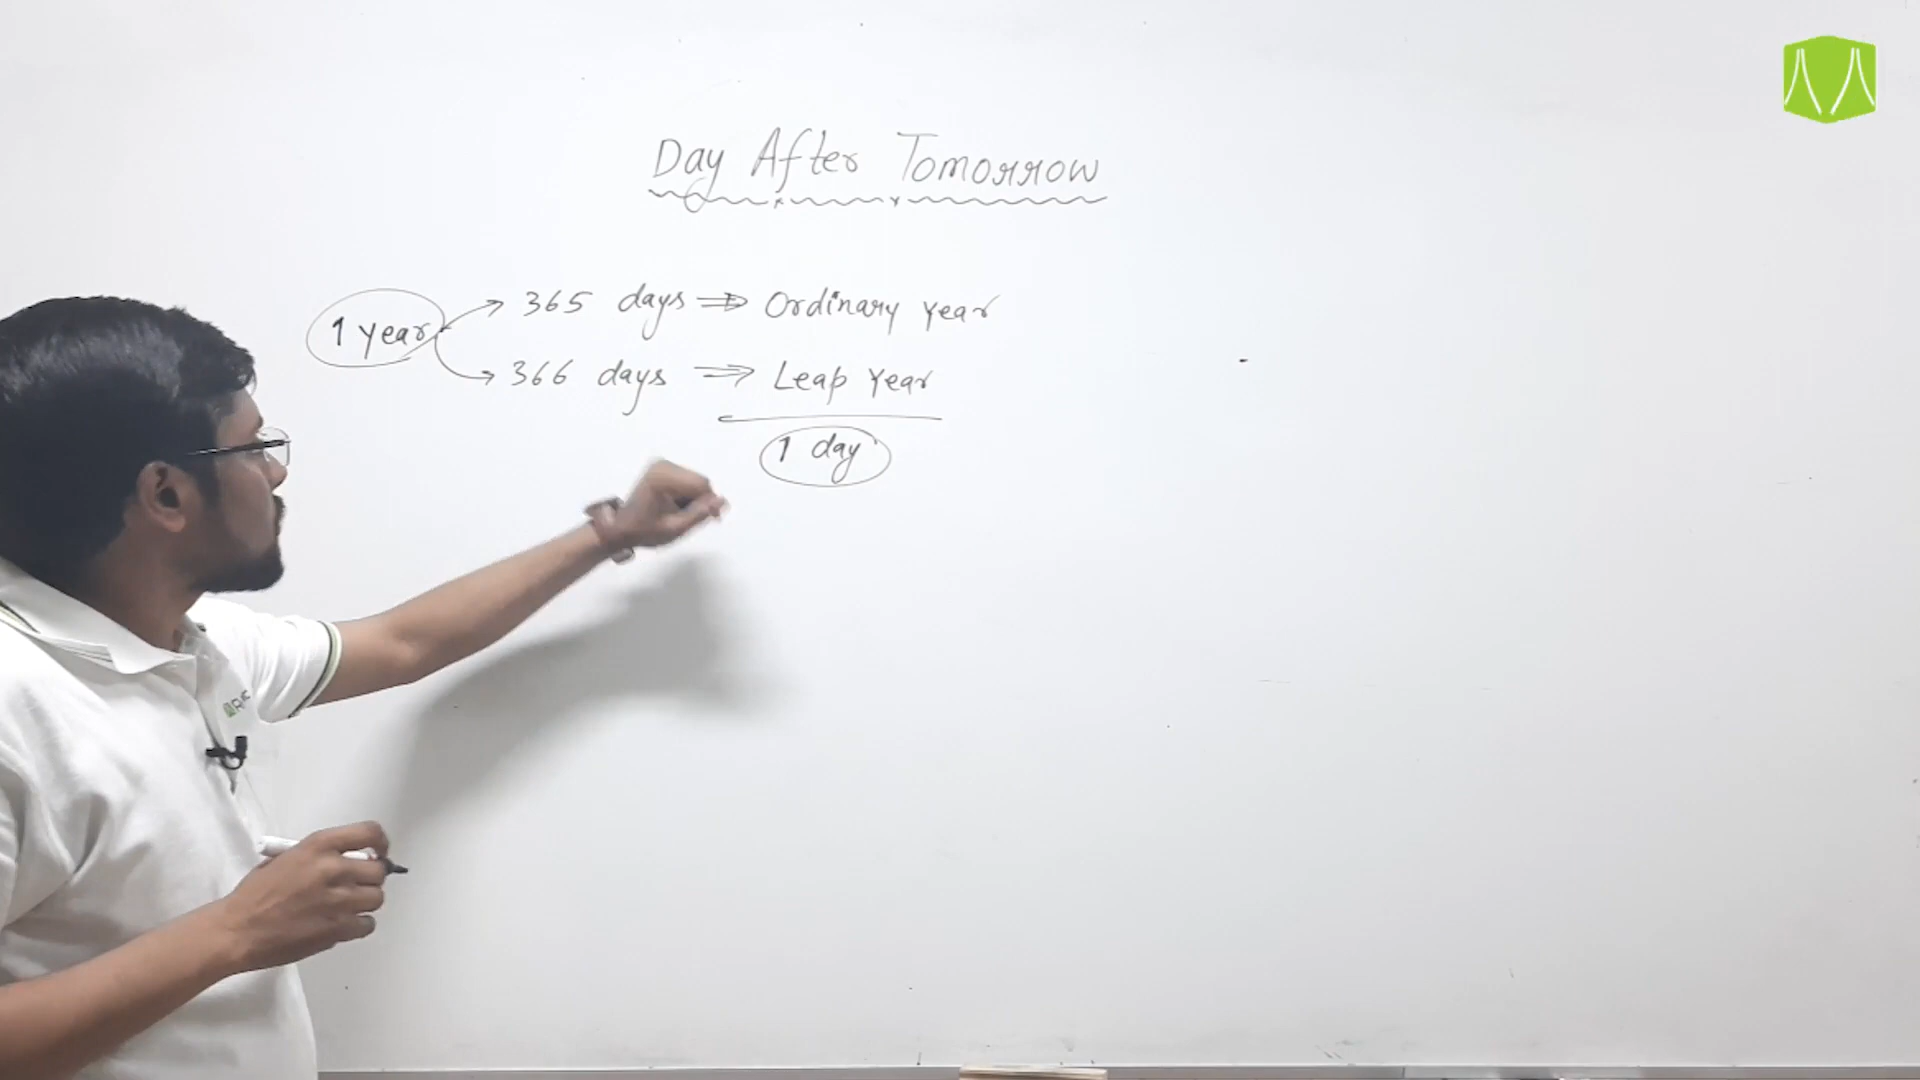 Day After Tomorrow
1 year
365 days ⇒ Ordinary year
366 days ⇒ Leap year
1 day